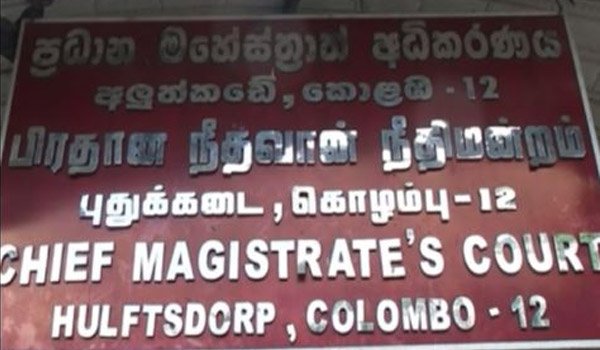 ප්‍රධාන මහේස්ත්‍රාත් අධිකරණය
අලුත්කඩේ, කොළඹ - 12
பிரதான நீதவான் நீதிமன்றம்
புதுக்கடை, கொழம்பு - 12
CHIEF MAGISTRATE'S COURT
HULFTSDORP, COLOMBO - 12